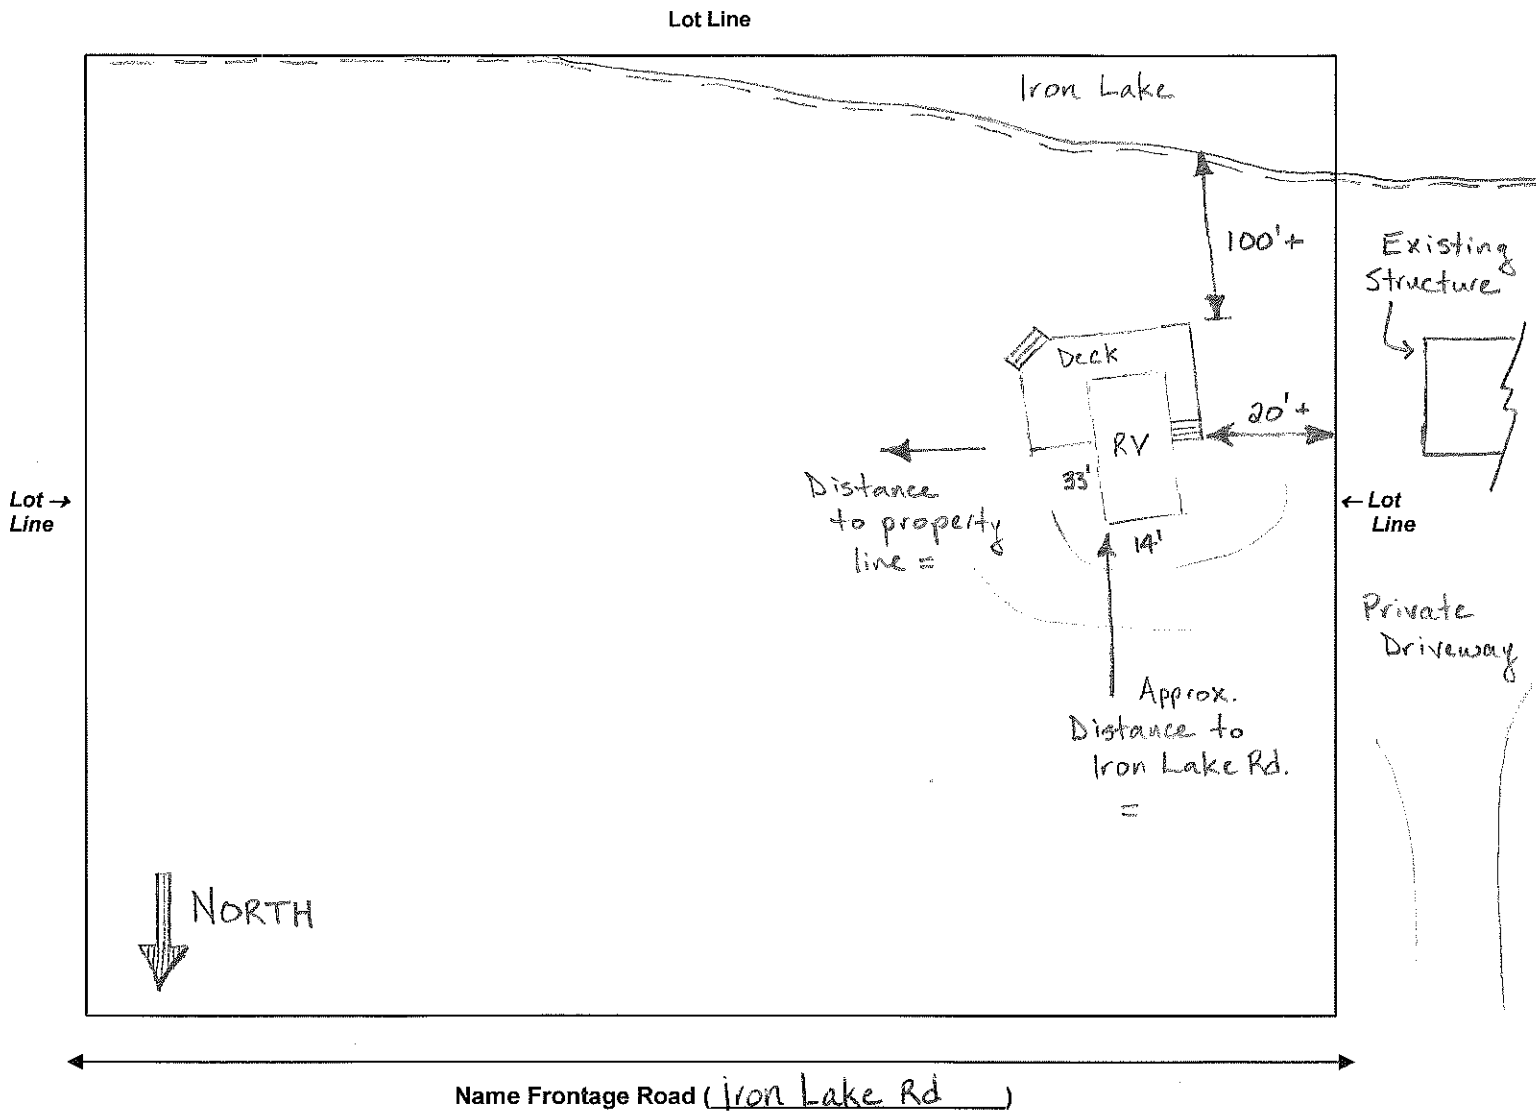 Lot Line
Iron Lake
100'+
Existing
Structure
Deck
20'+
RV
33'
14'
Distance
to property
line =
Lot →
Line
← Lot
Line
Private
Driveway
Approx.
Distance to
Iron Lake Rd.
=
NORTH
Name Frontage Road (Iron Lake Rd)